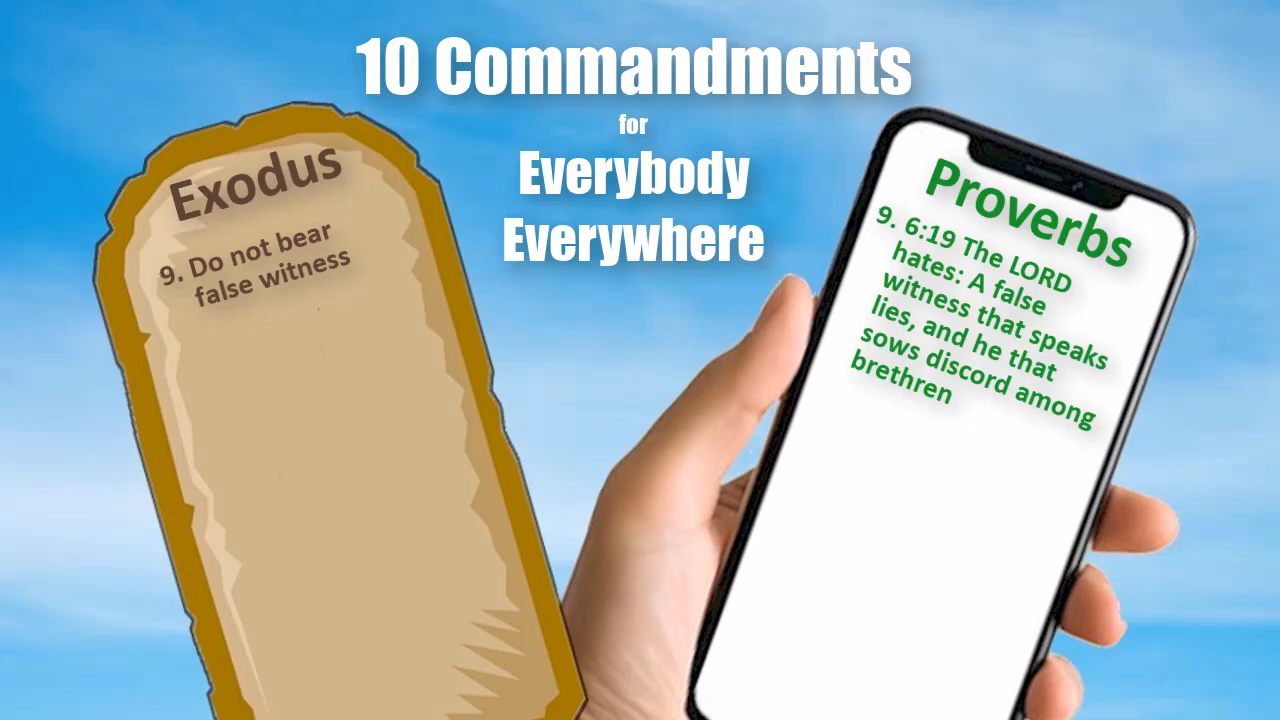 10 Commandments
for
Everybody
Everywhere
Exodus
9. Do not bear
false witness
Proverbs
9. 6:19 The LORD
hates: A false
witness that speaks
lies, and he that
sows discord among
brethren